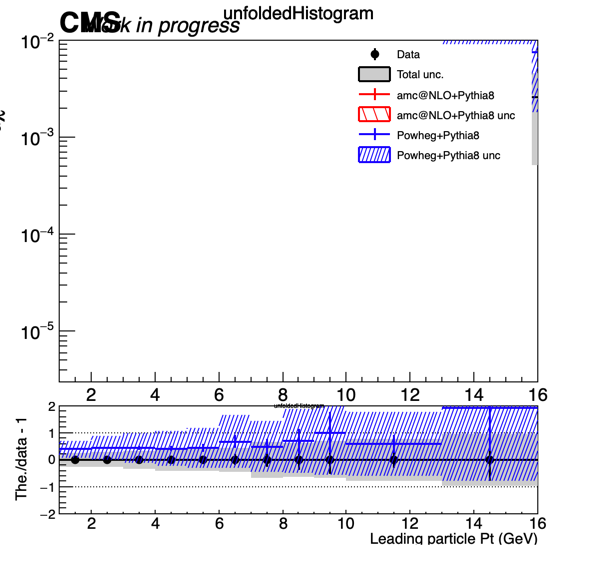 unfoldedHistogram
CMS Work in progress
10−2
10−3
10−4
10−5
Data
Total unc.
amc@NLO+Pythia8
amc@NLO+Pythia8 unc
Powheg+Pythia8
Powheg+Pythia8 unc
2 4 6 8 10 12 14 16
unfoldedHistogram
The./data - 1
2
1
0
−1
−2
2 4 6 8 10 12 14 16
Leading particle Pt (GeV)